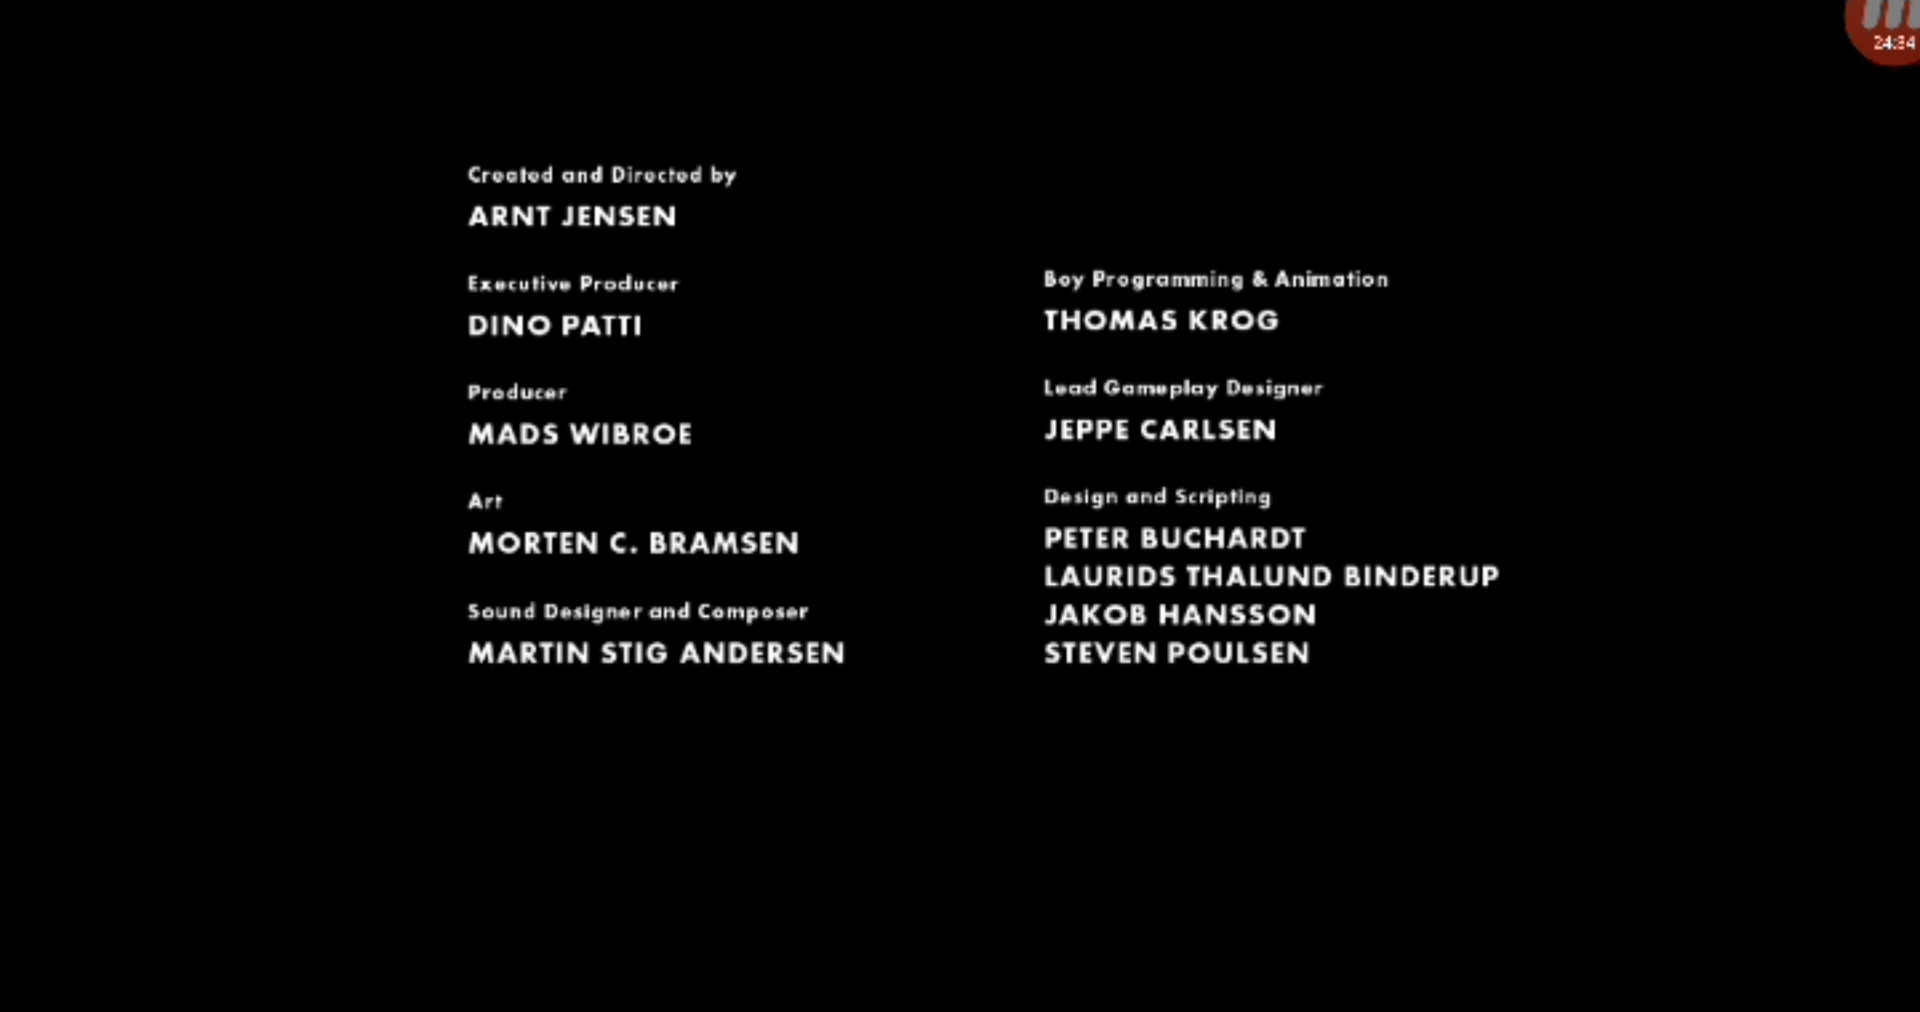 24:34
Created and Directed by
ARNT JENSEN
Executive Producer
DINO PATTI
Producer
MADS WIBROE
Art
MORTEN C. BRAMSEN
Sound Designer and Composer
MARTIN STIG ANDERSEN
Boy Programming & Animation
THOMAS KROG
Lead Gameplay Designer
JEPPE CARLSEN
Design and Scripting
PETER BUCHARDT
LAURIDS THALUND BINDERUP
JAKOB HANSSON
STEVEN POULSEN